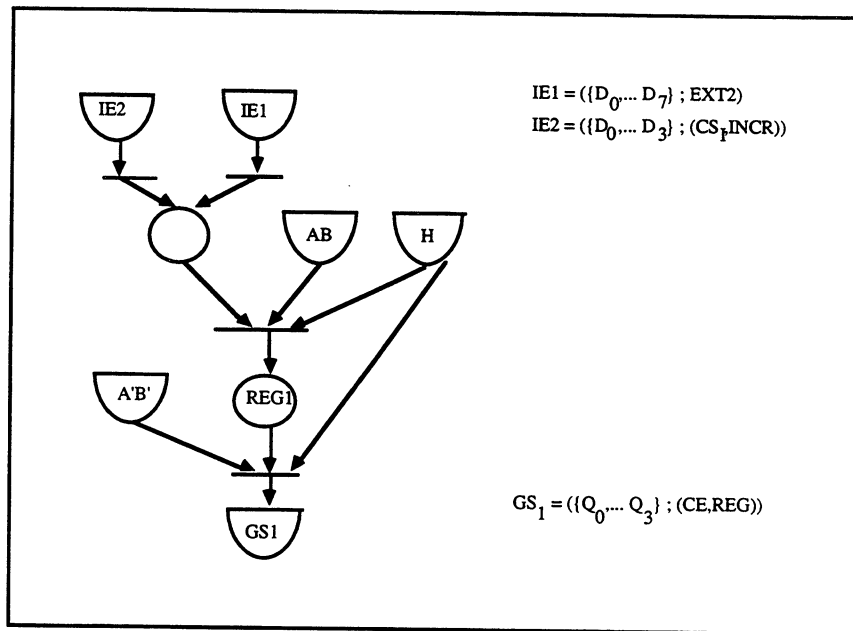 IE2
IE1
IE1 = ({D0,... D7} ; EXT2)
IE2 = ({D0,... D3} ; (CS1,INCR))
AB
H
A'B'
REG1
GS1
GS1 = ({Q0,... Q3} ; (CE,REG))